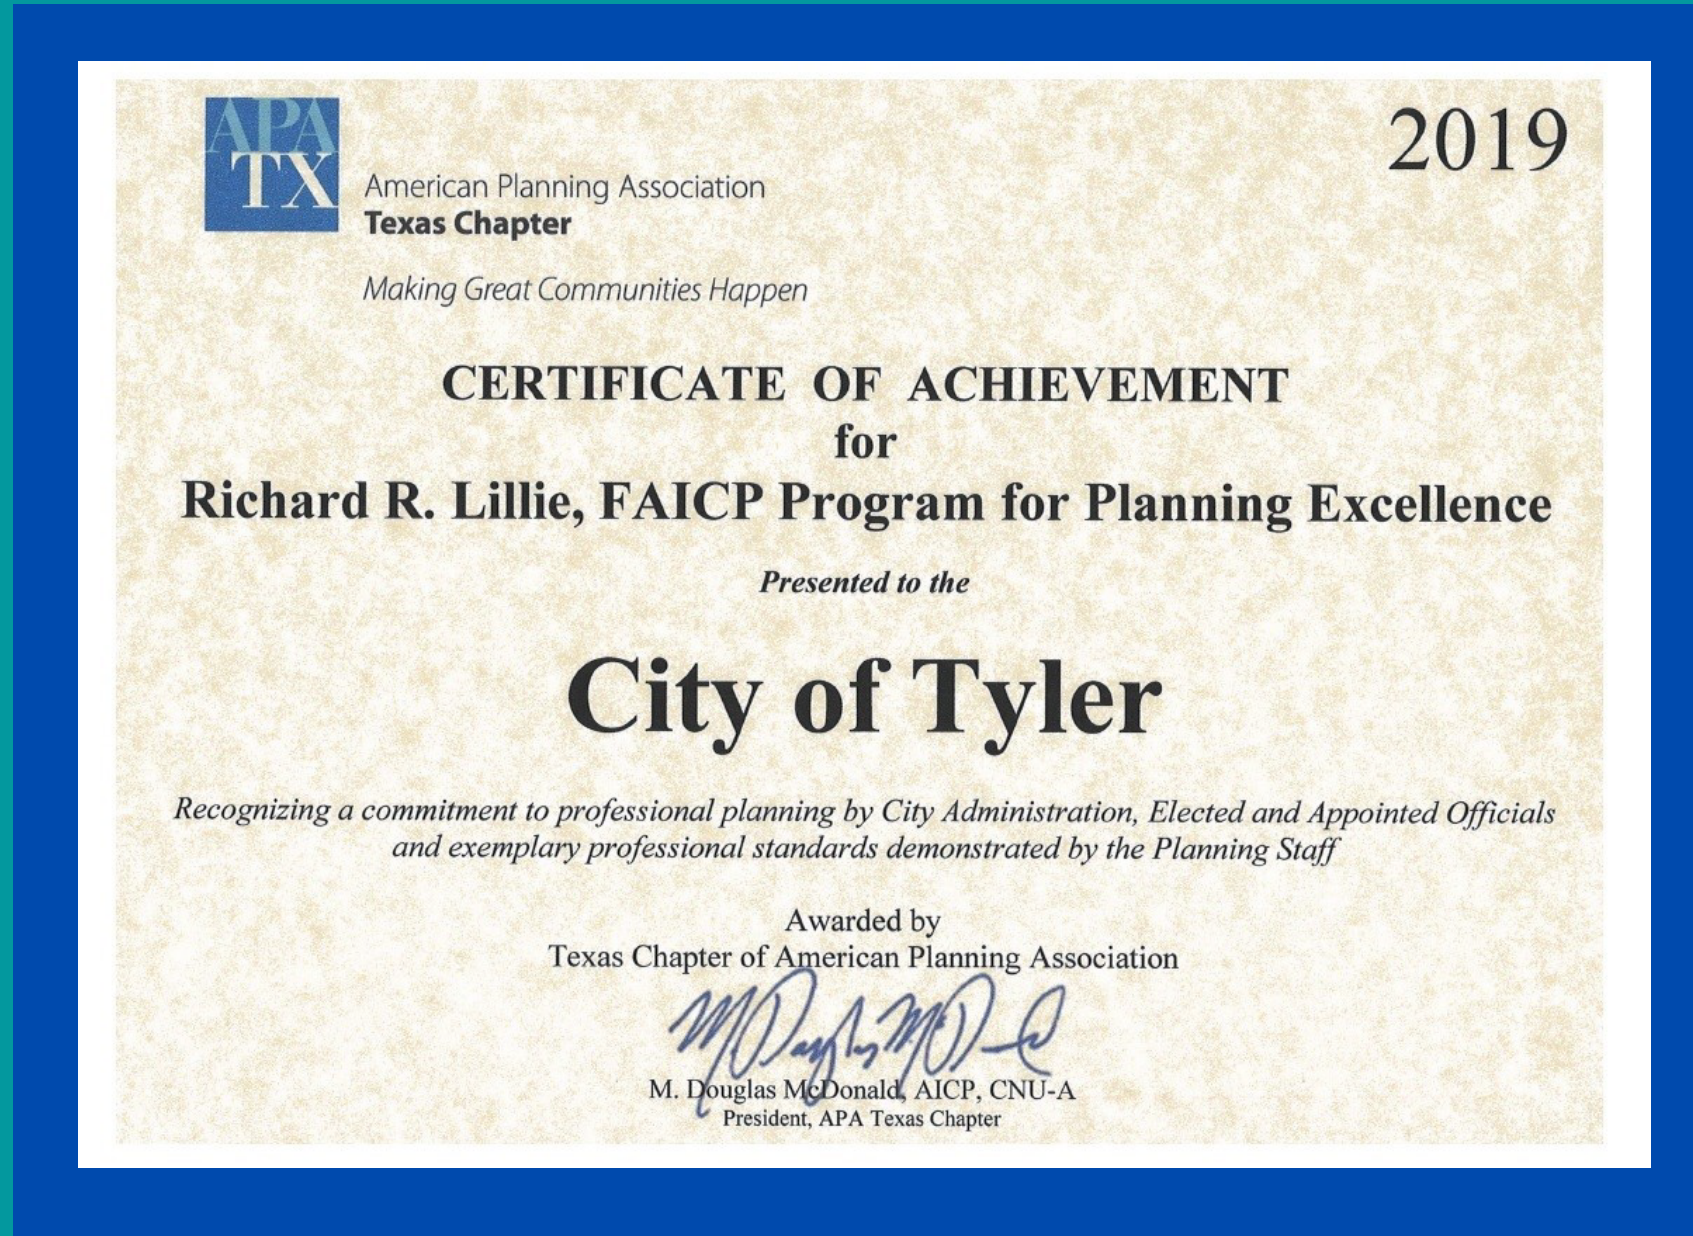 APA
TX
2019
American Planning Association
Texas Chapter
Making Great Communities Happen
CERTIFICATE OF ACHIEVEMENT
for
Richard R. Lillie, FAICP Program for Planning Excellence
Presented to the
City of Tyler
Recognizing a commitment to professional planning by City Administration, Elected and Appointed Officials
and exemplary professional standards demonstrated by the Planning Staff
Awarded by
Texas Chapter of American Planning Association
M. Douglas McDonald
M. Douglas McDonald, AICP, CNU-A
President, APA Texas Chapter